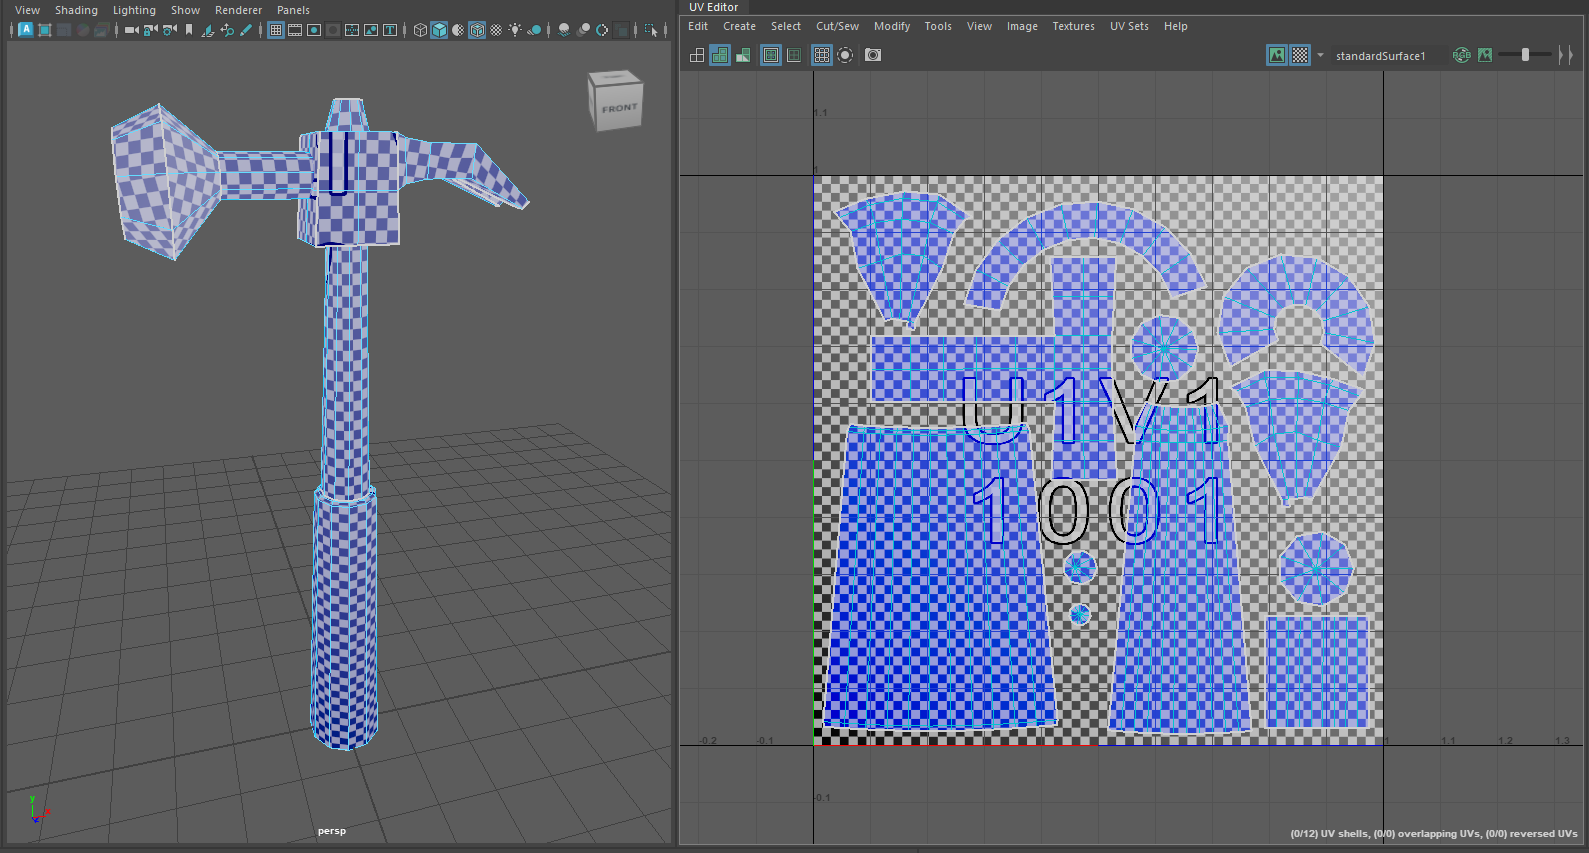 View Shading Lighting Show Renderer Panels
UV Editor
Edit Create Select Cut/Sew Modify Tools View Image Textures UV Sets Help
A
standardSurface1
RGB
FRONT
1.1
1
U1V1
1001
-0.2 -0.1 1 1.1 1.2 1.3
-0.1
y
persp
(0/12) UV shells, (0/0) overlapping UVs, (0/0) reversed UVs